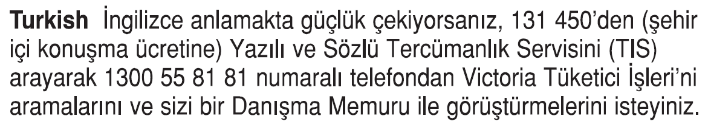 Turkish İngilizce anlamakta güçlük çekiyorsanız, 131 450’den (şehir
içi konuşma ücretine) Yazılı ve Sözlü Tercümanlık Servisini (TIS)
arayarak 1300 55 81 81 numaralı telefondan Victoria Tüketici İşleri’ni
aramalarını ve sizi bir Danışma Memuru ile görüştürmelerini isteyiniz.